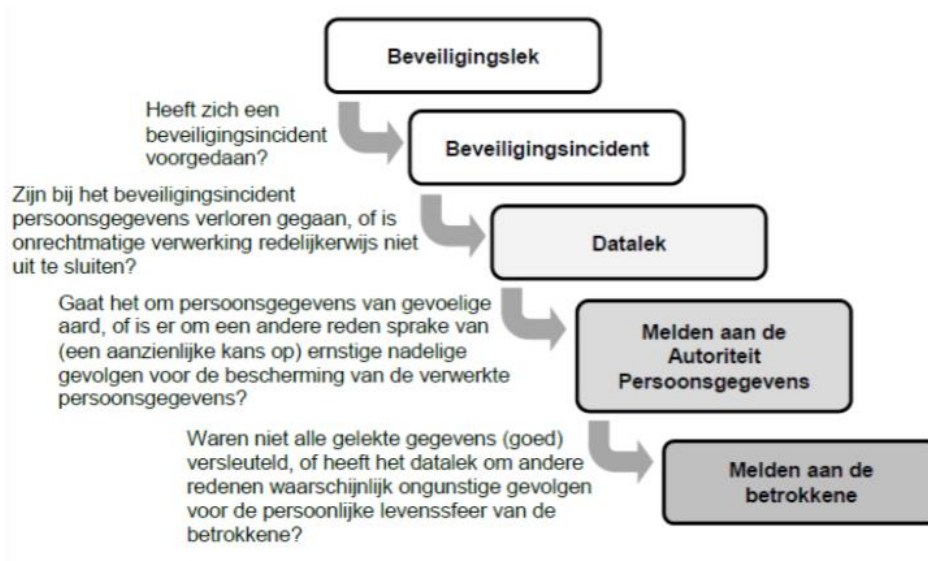 Beveiligingslek
Heeft zich een
beveiligingsincident
voorgedaan?
Beveiligingsincident
Zijn bij het beveiligingsincident
persoonsgegevens verloren gegaan, of is
onrechtmatige verwerking redelijkerwijs niet
uit te sluiten?
Datalek
Gaat het om persoonsgegevens van gevoelige
aard, of is er om een andere reden sprake van
(een aanzienlijke kans op) ernstige nadelige
gevolgen voor de bescherming van de verwerkte
persoonsgegevens?
Melden aan de
Autoriteit
Persoonsgegevens
Waren niet alle gelekte gegevens (goed)
versleuteld, of heeft het datalek om andere
redenen waarschijnlijk ongunstige gevolgen
voor de persoonlijke levenssfeer van de
betrokkene?
Melden aan de
betrokkene